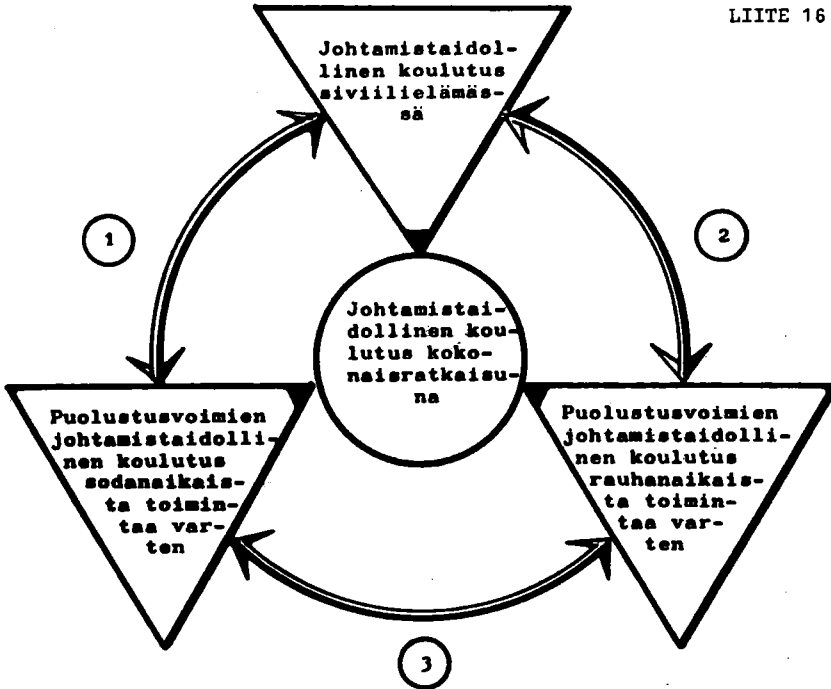 LIITE 16
Johtamistaidol-
linen koulutus
siviilielämäs-
sä
1
2
Johtamistai-
dollinen kou-
lutus koko-
naisratkaisu-
na
Puolustusvoimien
johtamistaidolli-
nen koulutus
sodanaikais-
ta toimin-
taa var-
ten
Puolustusvoimien
johtamistaidolli-
nen koulutus
rauhanaikais-
ta toimin-
taa var-
ten
3